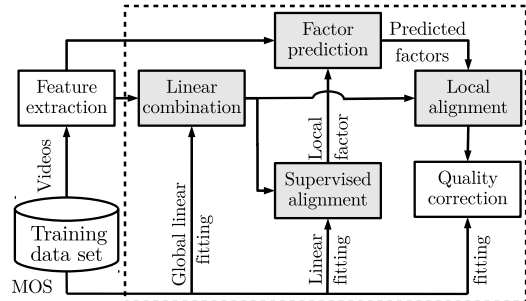 Factor
prediction
Predicted
factors
Feature
extraction
Linear
combination
Local
alignment
Videos
Local
factor
Supervised
alignment
Quality
correction
Training
data set
Global linear
fitting
Linear
fitting
fitting
MOS